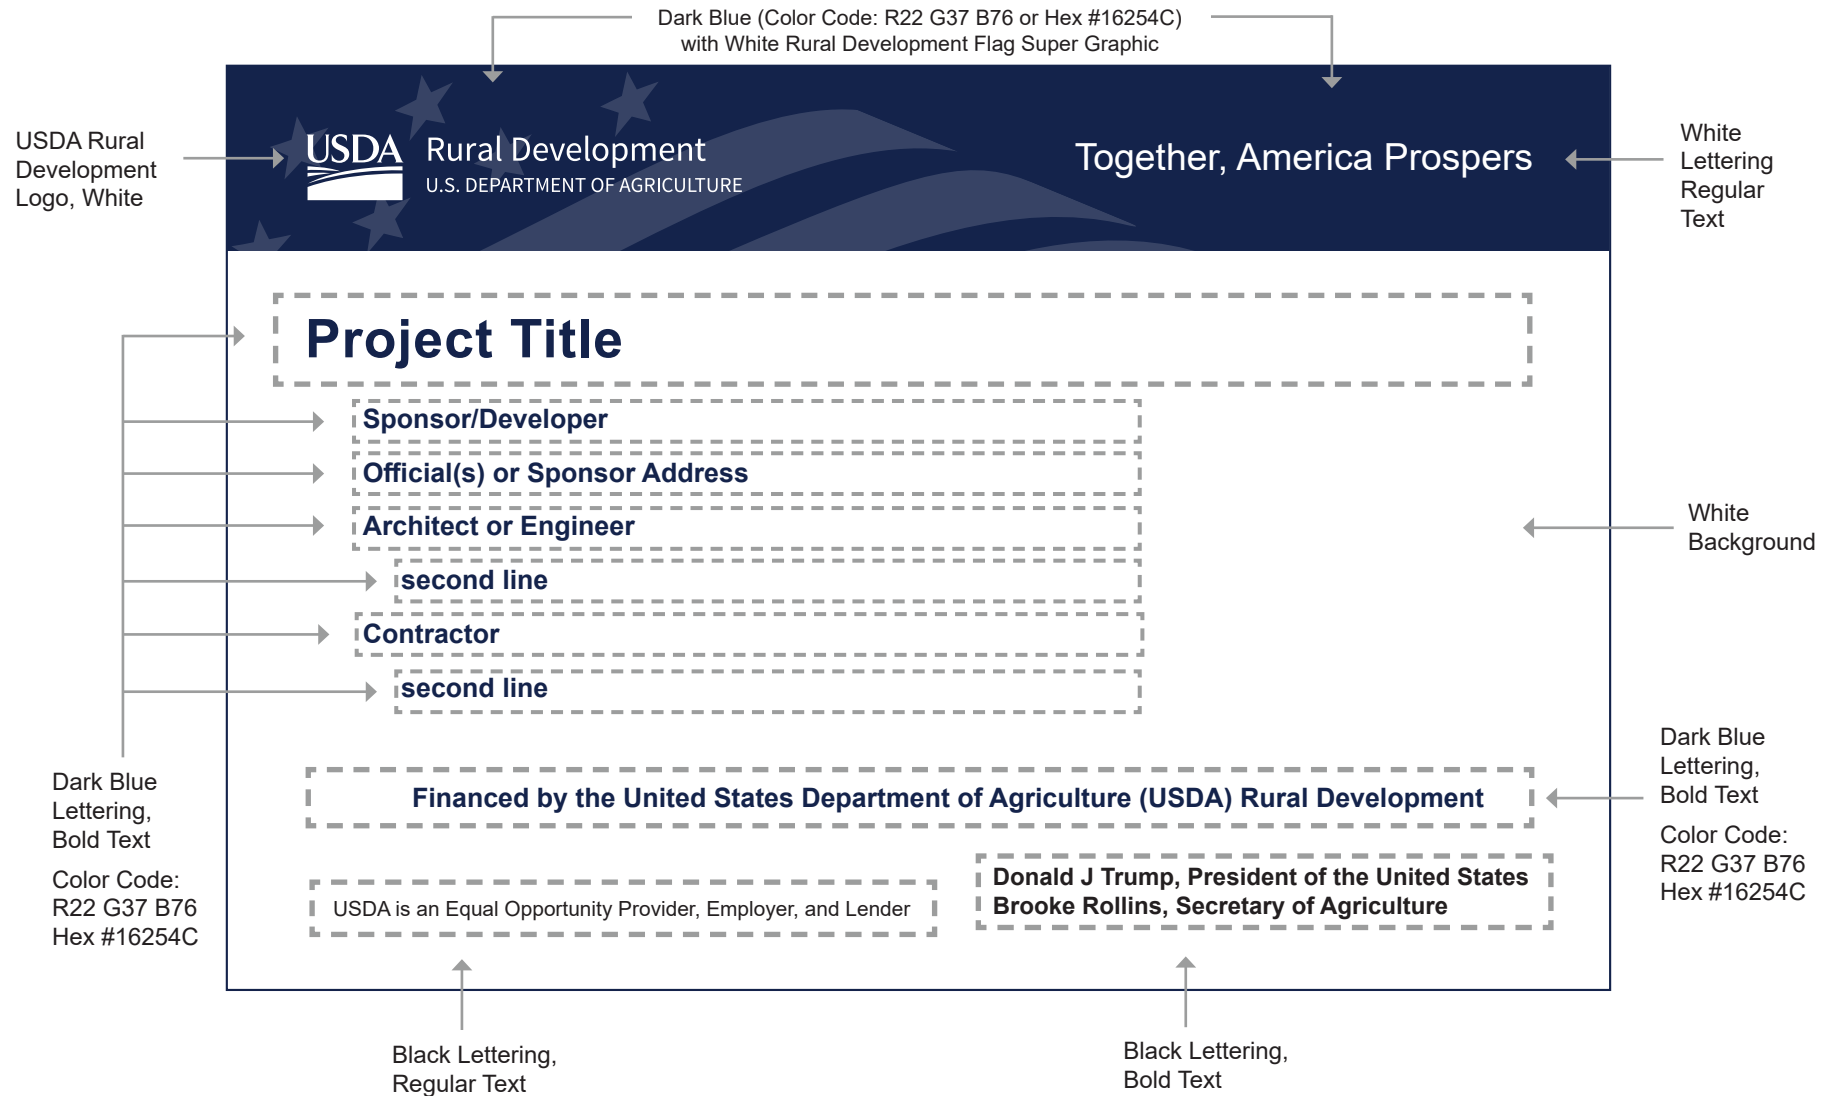 Dark Blue (Color Code: R22 G37 B76 or Hex #16254C)
with White Rural Development Flag Super Graphic
USDA Rural
Development
Logo, White
USDA
Rural Development
U.S. DEPARTMENT OF AGRICULTURE
Together, America Prospers
White
Lettering
Regular
Text
Project Title
Sponsor/Developer
Official(s) or Sponsor Address
Architect or Engineer
second line
Contractor
second line
White
Background
Dark Blue
Lettering,
Bold Text
Color Code:
R22 G37 B76
Hex #16254C
Financed by the United States Department of Agriculture (USDA) Rural Development
Dark Blue
Lettering,
Bold Text
Color Code:
R22 G37 B76
Hex #16254C
USDA is an Equal Opportunity Provider, Employer, and Lender
Donald J Trump, President of the United States
Brooke Rollins, Secretary of Agriculture
Black Lettering,
Regular Text
Black Lettering,
Bold Text